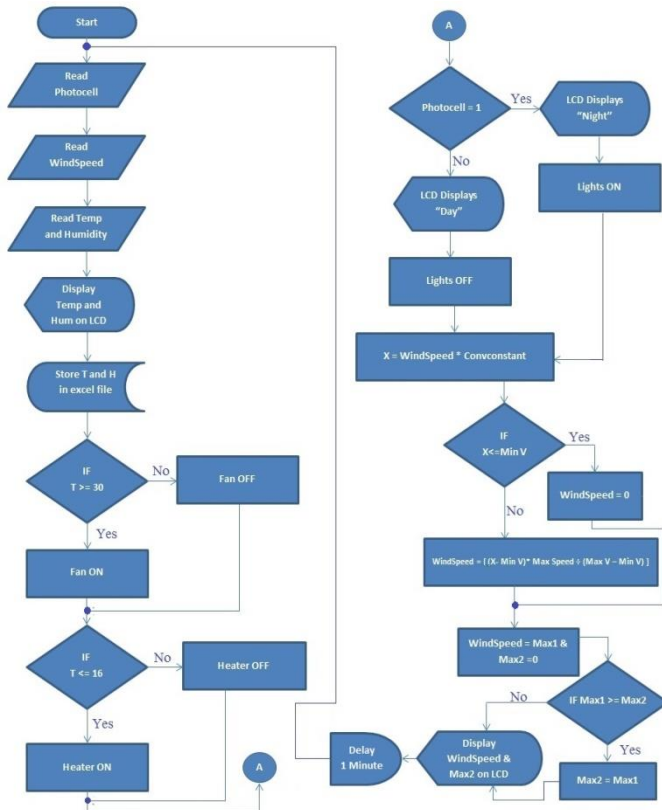 Start
Read
Photocell
Read
WindSpeed
Read Temp
and Humidity
Display
Temp and
Hum on LCD
Store T and H
in excel file
IF
T >= 30
No
Fan OFF
Yes
Fan ON
IF
T <= 16
No
Heater OFF
Yes
Heater ON
A
A
Photocell = 1
Yes
LCD Displays
"Night"
Lights ON
No
LCD Displays
"Day"
Lights OFF
X = WindSpeed * Convconstant
IF
X<=Min V
Yes
WindSpeed = 0
No
WindSpeed = [ (X- Min V)* Max Speed ÷ (Max V – Min V) ]
WindSpeed = Max1 &
Max2 =0
IF Max1 >= Max2
No
Yes
Max2 = Max1
Display
WindSpeed &
Max2 on LCD
Delay
1 Minute